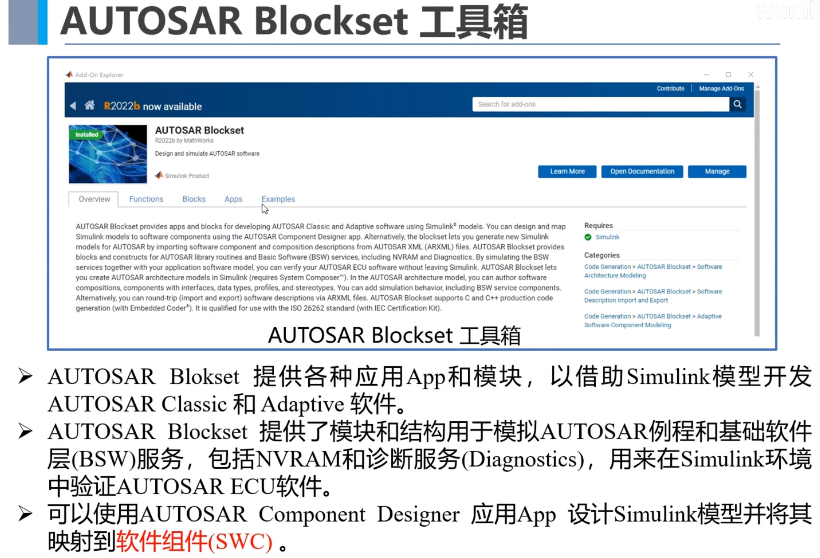 AUTOSAR Blockset 工具箱
Add-On Explorer
Contribute | Manage Add-Ons
R2022b now available
Search for add-ons
Installed
AUTOSAR Blockset
R2022b by MathWorks
Design and simulate AUTOSAR software
Simulink Product
Learn More
Open Documentation
Manage
Overview Functions Blocks Apps Examples
AUTOSAR Blockset provides apps and blocks for developing AUTOSAR Classic and Adaptive software using Simulink® models. You can design and map
Simulink models to software components using the AUTOSAR Component Designer app. Alternatively, the blockset lets you generate new Simulink
models for AUTOSAR by importing software component and composition descriptions from AUTOSAR XML (ARXML) files. AUTOSAR Blockset provides
blocks and constructs for AUTOSAR library routines and Basic Software (BSW) services, including NVRAM and Diagnostics. By simulating the BSW
services together with your application software model, you can verify your AUTOSAR ECU software without leaving Simulink. AUTOSAR Blockset lets
you create AUTOSAR architecture models in Simulink (requires System Composer™). In the AUTOSAR architecture model, you can author software
compositions, components with interfaces, data types, profiles, and stereotypes. You can add simulation behavior, including BSW service components.
Alternatively, you can round-trip (import and export) software descriptions via ARXML files. AUTOSAR Blockset supports C and C++ production code
generation (with Embedded Coder®). It is qualified for use with the ISO 26262 standard (with IEC Certification Kit).
Requires
Simulink
Categories
Code Generation > AUTOSAR Blockset > Software
Architecture Modeling
Code Generation > AUTOSAR Blockset > Software
Description Import and Export
Code Generation > AUTOSAR Blockset > Adaptive
Software Component Modeling
AUTOSAR Blockset 工具箱
➢ AUTOSAR Blokset 提供各种应用App和模块，以借助Simulink模型开发
AUTOSAR Classic 和 Adaptive 软件。
➢ AUTOSAR Blockset 提供了模块和结构用于模拟AUTOSAR例程和基础软件
层(BSW)服务，包括NVRAM和诊断服务(Diagnostics)，用来在Simulink环境
中验证AUTOSAR ECU软件。
➢ 可以使用AUTOSAR Component Designer 应用App 设计Simulink模型并将其
映射到软件组件(SWC) 。